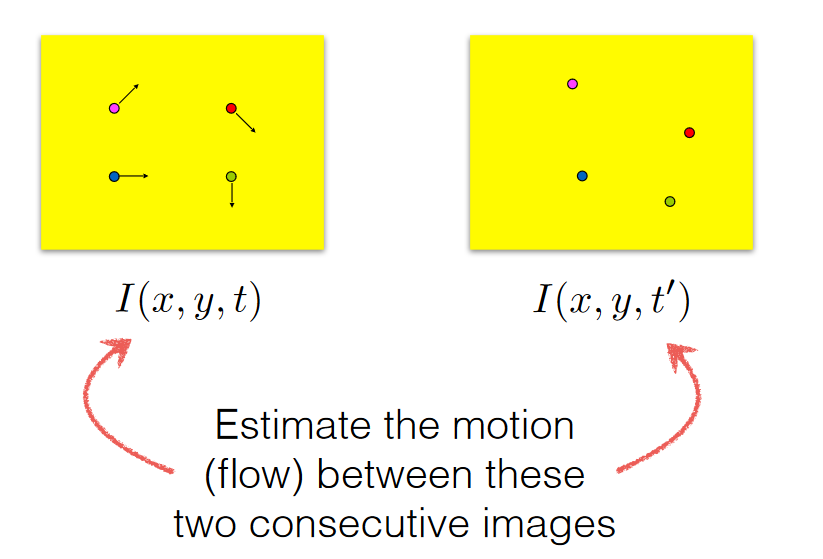 I(x, y, t)
I(x, y, t′)
Estimate the motion
(flow) between these
two consecutive images